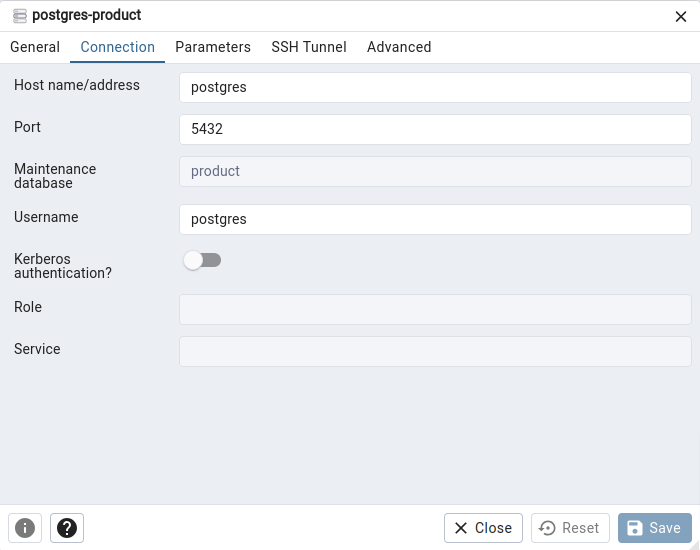 postgres-product
General Connection Parameters SSH Tunnel Advanced
Host name/address postgres
Port 5432
Maintenance
database
product
Username postgres
Kerberos
authentication?
Role
Service
Close Reset Save